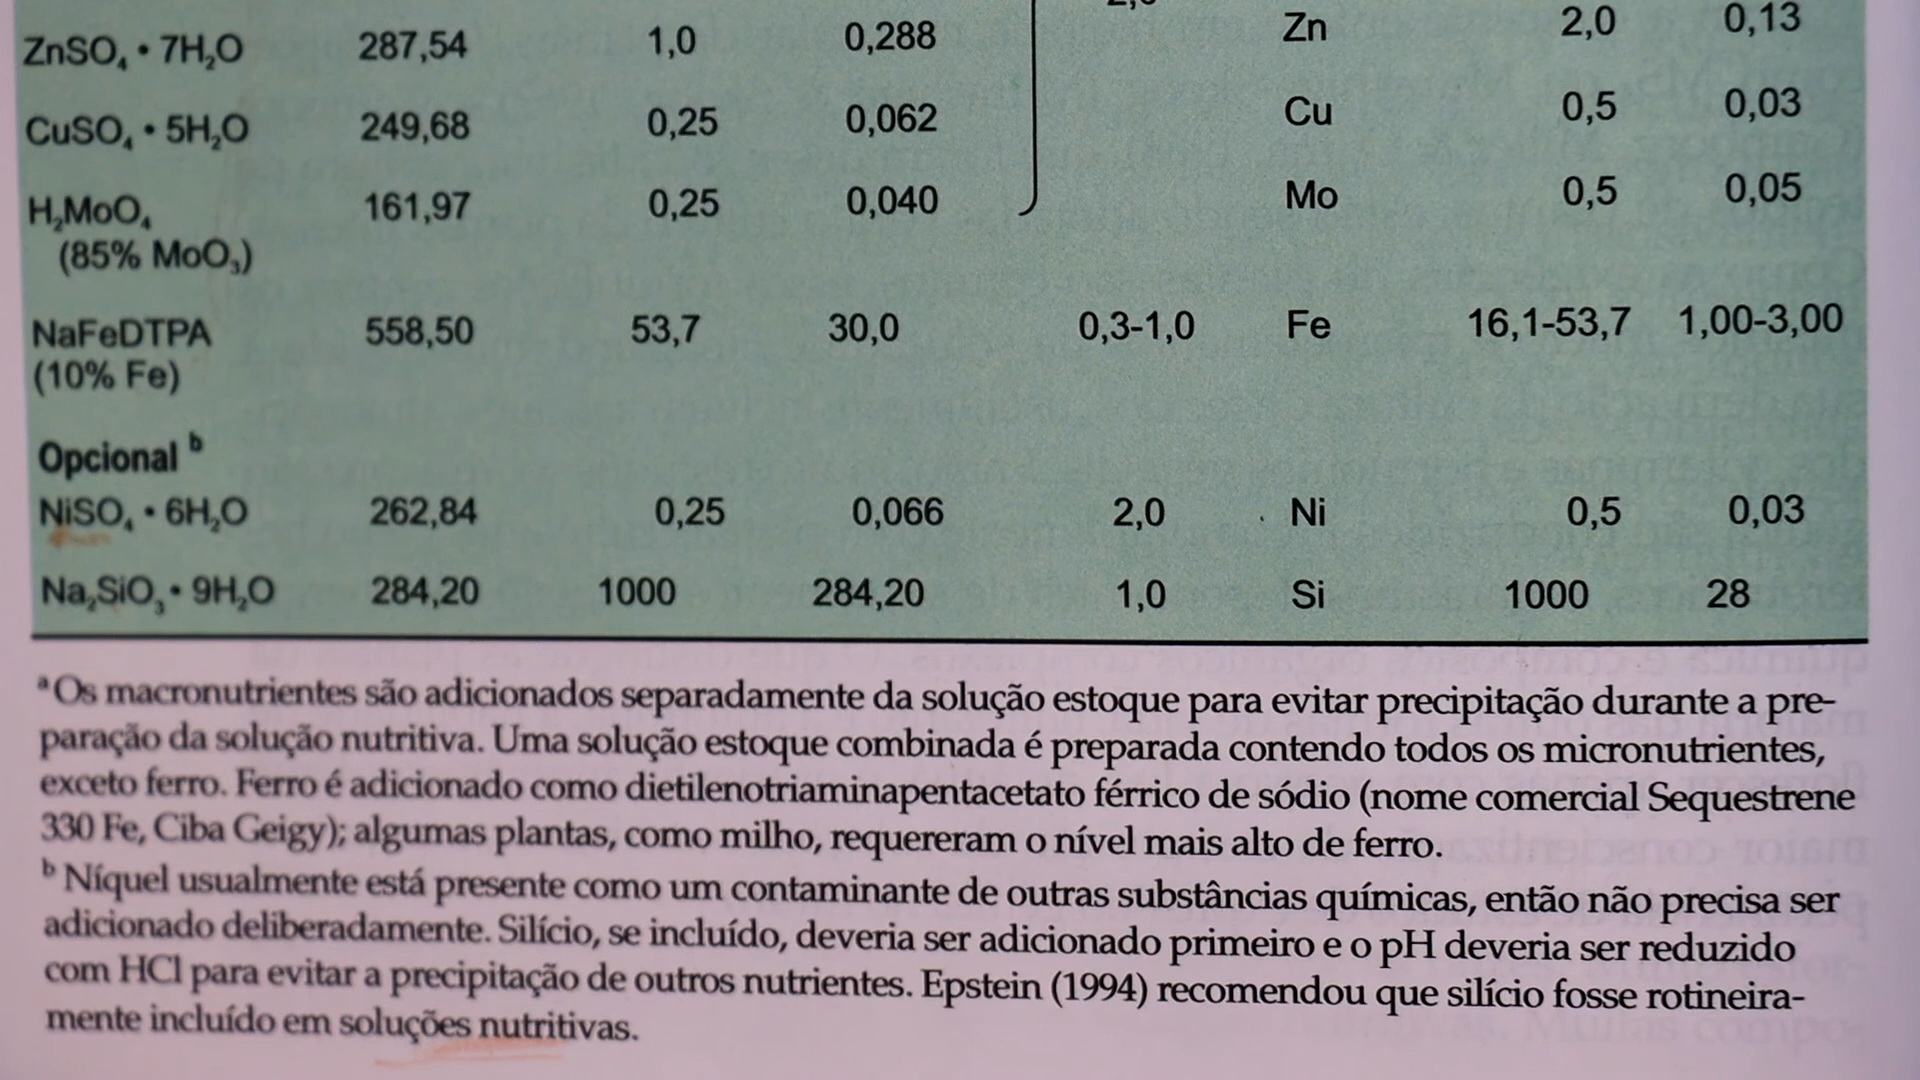 ZnSO₄ • 7H₂O 287,54 1,0 0,288 Zn 2,0 0,13
CuSO₄ • 5H₂O 249,68 0,25 0,062 Cu 0,5 0,03
H₂MoO₄ 161,97 0,25 0,040 Mo 0,5 0,05
(85% MoO₃)
NaFeDTPA 558,50 53,7 30,0 0,3-1,0 Fe 16,1-53,7 1,00-3,00
(10% Fe)
Opcional ᵇ
NiSO₄ • 6H₂O 262,84 0,25 0,066 2,0 Ni 0,5 0,03
Na₂SiO₃ • 9H₂O 284,20 1000 284,20 1,0 Si 1000 28
ᵃ Os macronutrientes são adicionados separadamente da solução estoque para evitar precipitação durante a pre-
paração da solução nutritiva. Uma solução estoque combinada é preparada contendo todos os micronutrientes,
exceto ferro. Ferro é adicionado como dietilenotriaminapentacetato férrico de sódio (nome comercial Sequestrene
330 Fe, Ciba Geigy); algumas plantas, como milho, requereram o nível mais alto de ferro.
ᵇ Níquel usualmente está presente como um contaminante de outras substâncias químicas, então não precisa ser
adicionado deliberadamente. Silício, se incluído, deveria ser adicionado primeiro e o pH deveria ser reduzido
com HCl para evitar a precipitação de outros nutrientes. Epstein (1994) recomendou que silício fosse rotineira-
mente incluído em soluções nutritivas.